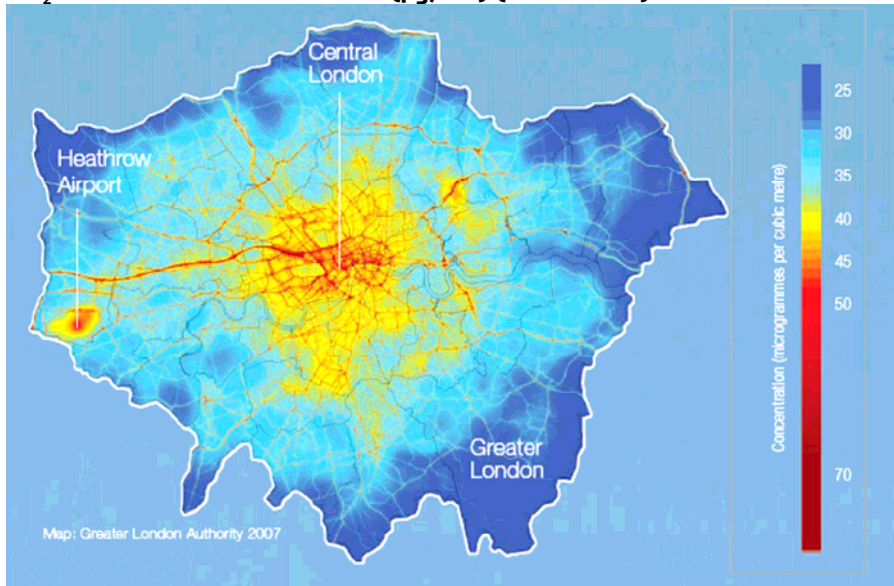 Central
London
Heathrow
Airport
Greater
London
Map: Greater London Authority 2007
Concentration (microgrammes per cubic metre)
25
30
35
40
45
50
70